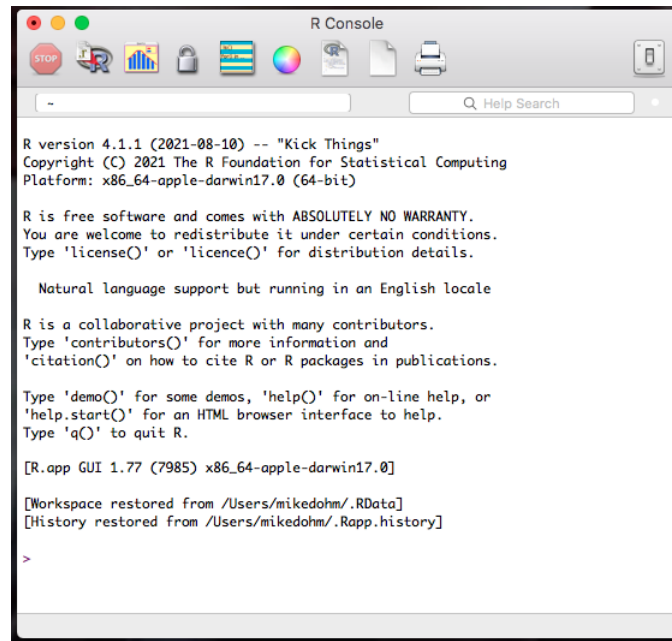 R Console
STOP
~
Help Search
R version 4.1.1 (2021-08-10) -- "Kick Things"
Copyright (C) 2021 The R Foundation for Statistical Computing
Platform: x86_64-apple-darwin17.0 (64-bit)
R is free software and comes with ABSOLUTELY NO WARRANTY.
You are welcome to redistribute it under certain conditions.
Type 'license()' or 'licence()' for distribution details.
Natural language support but running in an English locale
R is a collaborative project with many contributors.
Type 'contributors()' for more information and
'citation()' on how to cite R or R packages in publications.
Type 'demo()' for some demos, 'help()' for on-line help, or
'help.start()' for an HTML browser interface to help.
Type 'q()' to quit R.
[R.app GUI 1.77 (7985) x86_64-apple-darwin17.0]
[Workspace restored from /Users/mikedohm/.RData]
[History restored from /Users/mikedohm/.Rapp.history]
>